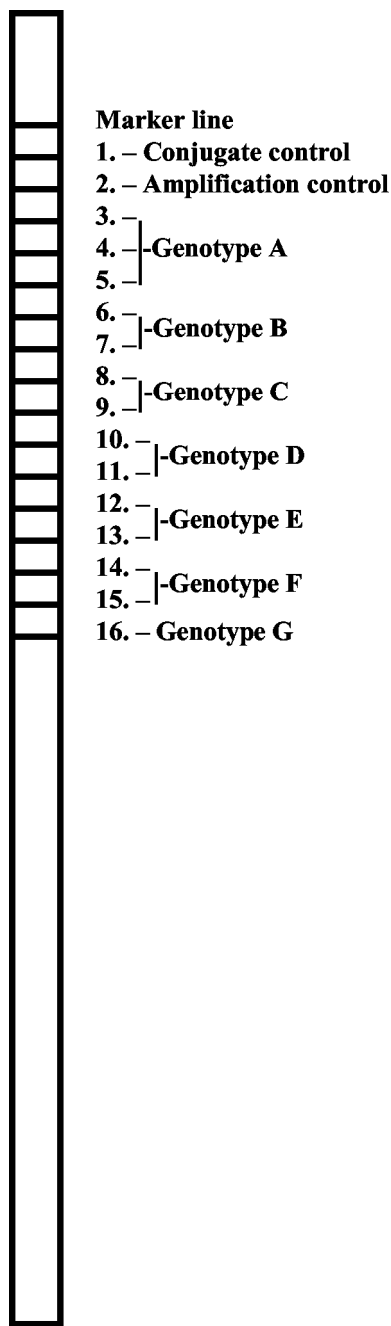 Marker line
1. – Conjugate control
2. – Amplification control
3. –
4. – -Genotype A
5. –
6. –
-Genotype B
7. –
8. –
-Genotype C
9. –
10. –
-Genotype D
11. –
12. –
-Genotype E
13. –
14. –
-Genotype F
15. –
16. – Genotype G